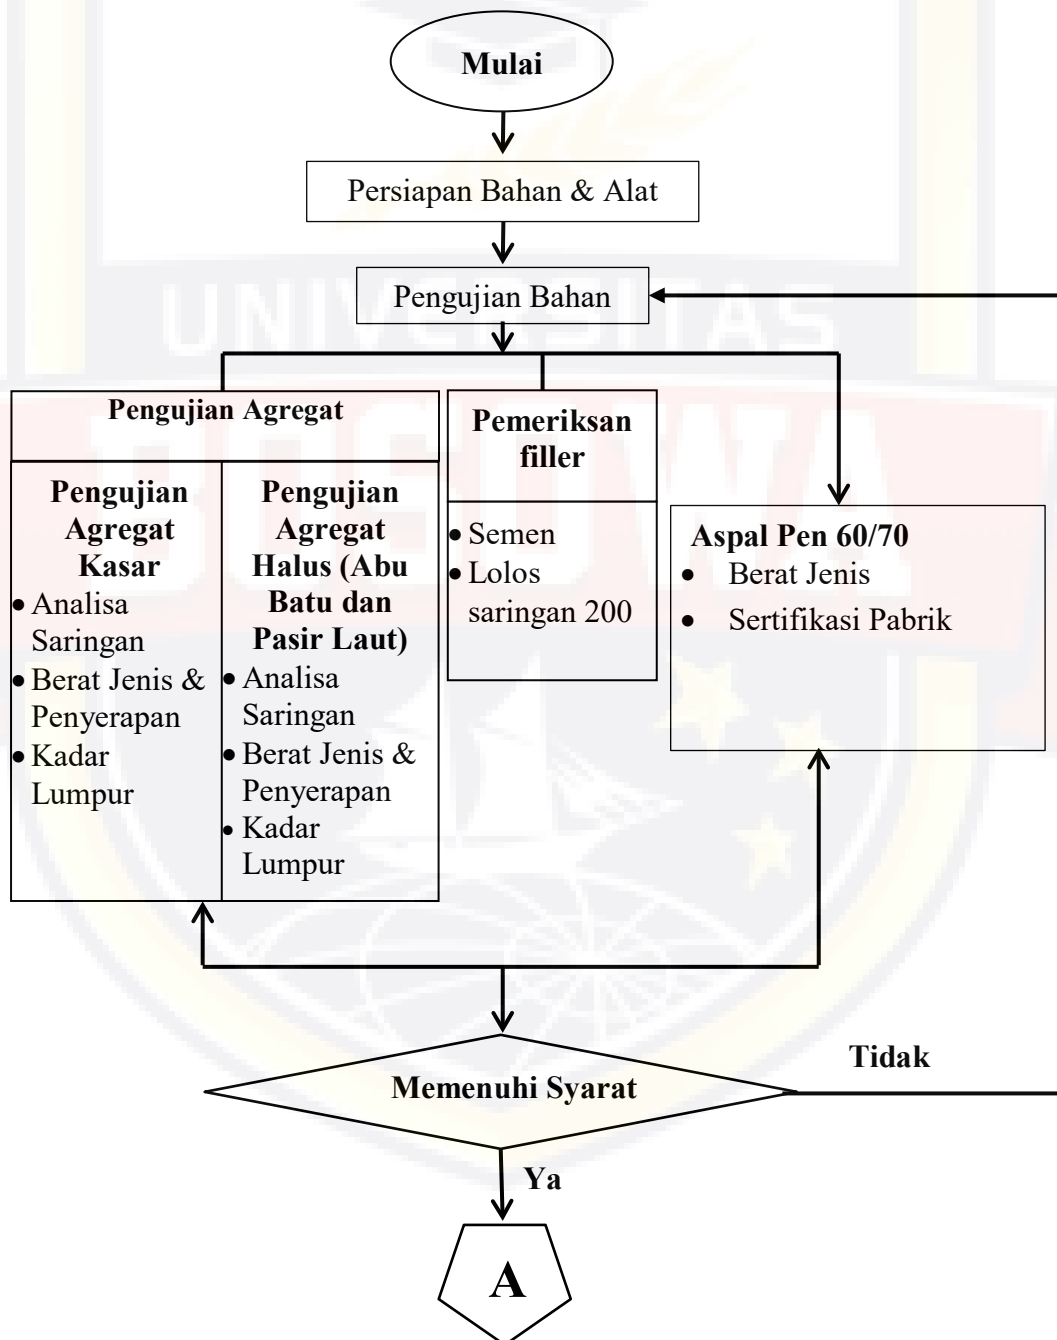 Mulai
Persiapan Bahan & Alat
Pengujian Bahan
UNIVERSITAS
BOSOWA
Pengujian Agregat
Pengujian
Agregat
Kasar
• Analisa
Saringan
• Berat Jenis &
Penyerapan
• Kadar
Lumpur
Pengujian
Agregat
Halus (Abu
Batu dan
Pasir Laut)
• Analisa
Saringan
• Berat Jenis &
Penyerapan
• Kadar
Lumpur
Pemeriksan
filler
• Semen
• Lolos
saringan 200
Aspal Pen 60/70
• Berat Jenis
• Sertifikasi Pabrik
Memenuhi Syarat
Tidak
Ya
A